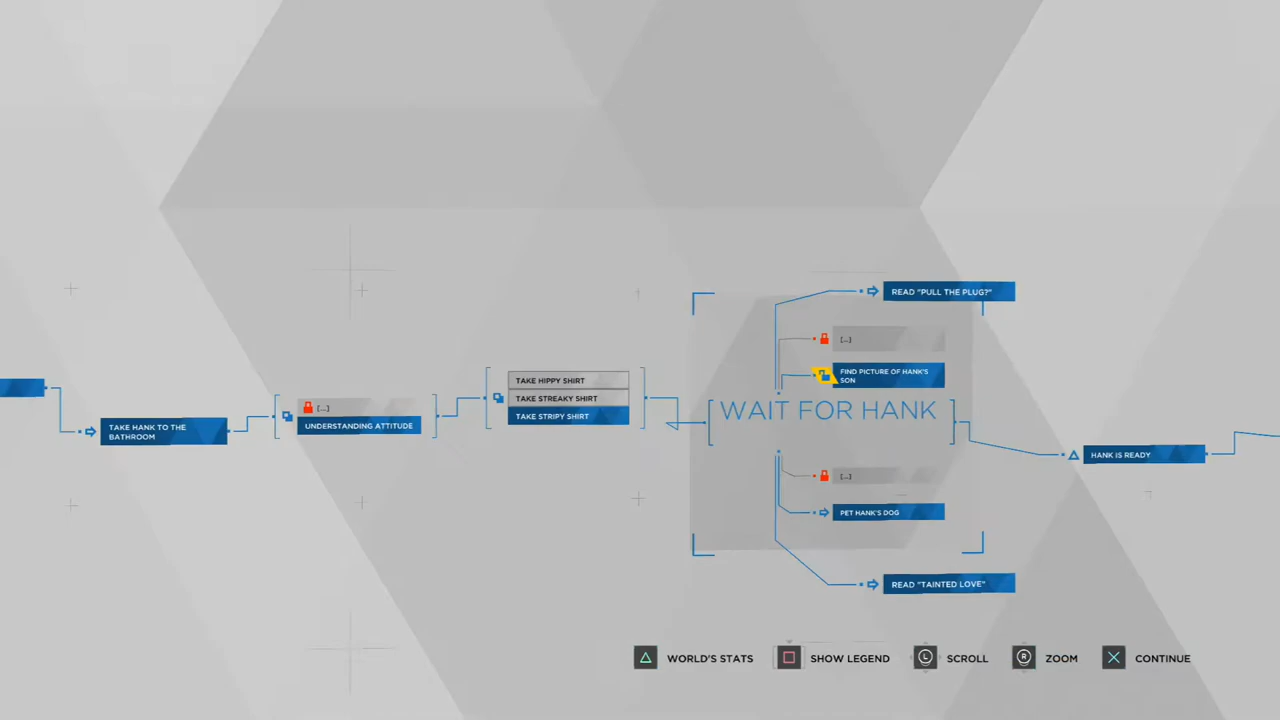 TAKE HANK TO THE
BATHROOM
[...]
UNDERSTANDING ATTITUDE
TAKE HIPPY SHIRT
TAKE STREAKY SHIRT
TAKE STRIPY SHIRT
READ "PULL THE PLUG?"
[...]
FIND PICTURE OF HANK'S
SON
WAIT FOR HANK
[...]
PET HANK'S DOG
READ "TAINTED LOVE"
HANK IS READY
WORLD'S STATS
SHOW LEGEND
L
SCROLL
R
ZOOM
CONTINUE